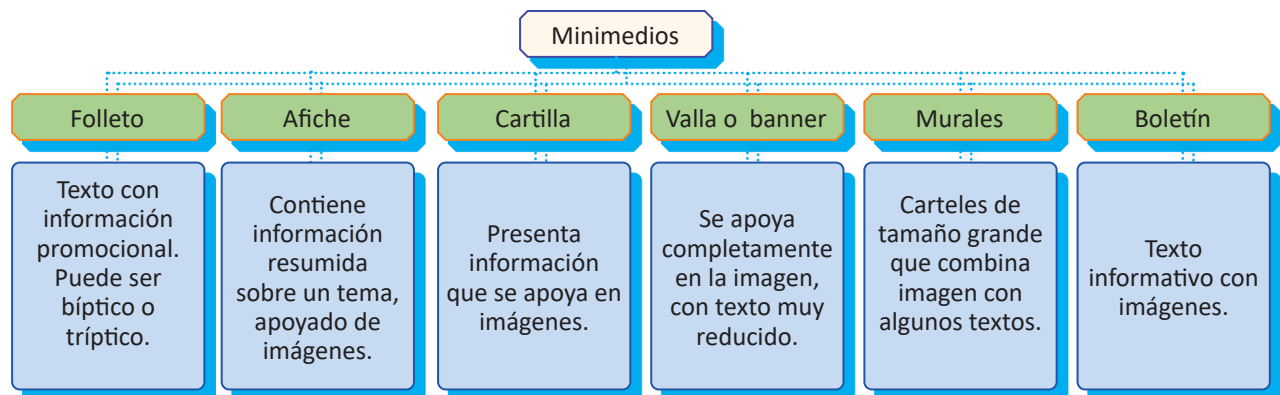 Minimedios
Folleto
Afiche
Cartilla
Valla o banner
Murales
Boletín
Texto con
información
promocional.
Puede ser
bíptico o
tríptico.
Contiene
información
resumida
sobre un tema,
apoyado de
imágenes.
Presenta
información
que se apoya en
imágenes.
Se apoya
completamente
en la imagen,
con texto muy
reducido.
Carteles de
tamaño grande
que combina
imagen con
algunos textos.
Texto
informativo con
imágenes.